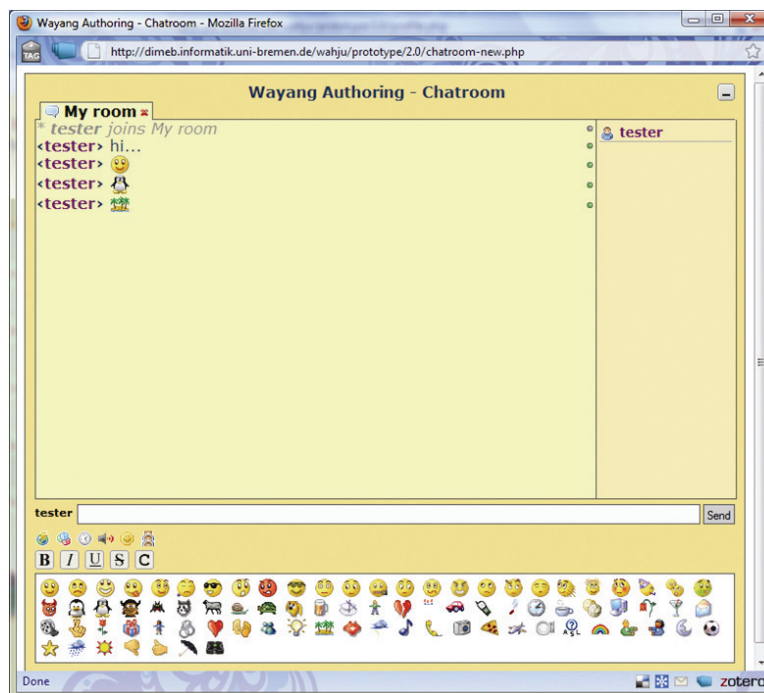 Wayang Authoring - Chatroom - Mozilla Firefox
TAG
http://dimeb.informatik.uni-bremen.de/wahju/prototype/2.0/chatroom-new.php
Wayang Authoring - Chatroom
My room
* tester joins My room
tester
‹tester› hi...
‹tester›
‹tester›
‹tester›
tester
Send
B I U S C
Done
zotero